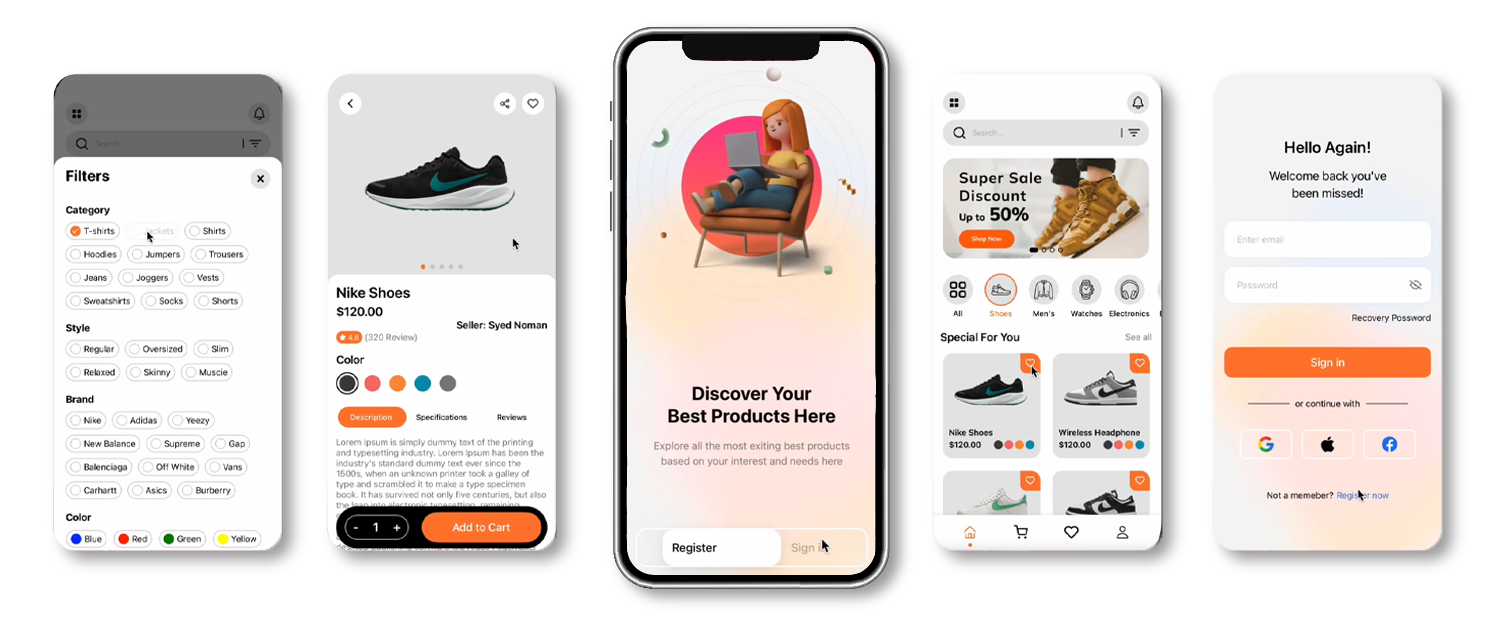 Search...
Filters
Category
T-shirts Jackets Shirts
Hoodies Jumpers Trousers
Jeans Joggers Vests
Sweatshirts Socks Shorts
Style
Regular Oversized Slim
Relaxed Skinny Muscie
Brand
Nike Adidas Yeezy
New Balance Supreme Gap
Balenciaga Off White Vans
Carhartt Asics Burberry
Color
Blue Red Green Yellow
Nike Shoes
$120.00
Seller: Syed Noman
4.8 (320 Review)
Color
Description Specifications Reviews
Lorem Ipsum is simply dummy text of the printing
and typesetting industry. Lorem Ipsum has been the
industry's standard dummy text ever since the
1500s, when an unknown printer took a galley of
type and scrambled it to make a type specimen
book. It has survived not only five centuries, but also
the leap into electronic typesetting, remaining
- 1 + Add to Cart
Discover Your
Best Products Here
Explore all the most exiting best products
based on your interest and needs here
Register Sign in
Search...
Super Sale
Discount
Up to 50%
Shop Now
All Shoes Men's Watches Electronics
Special For You See all
Nike Shoes Wireless Headphone
$120.00 $120.00
Hello Again!
Welcome back you've
been missed!
Enter email
Password
Recovery Possword
Sign in
or continue with
Not a memeber? Register now